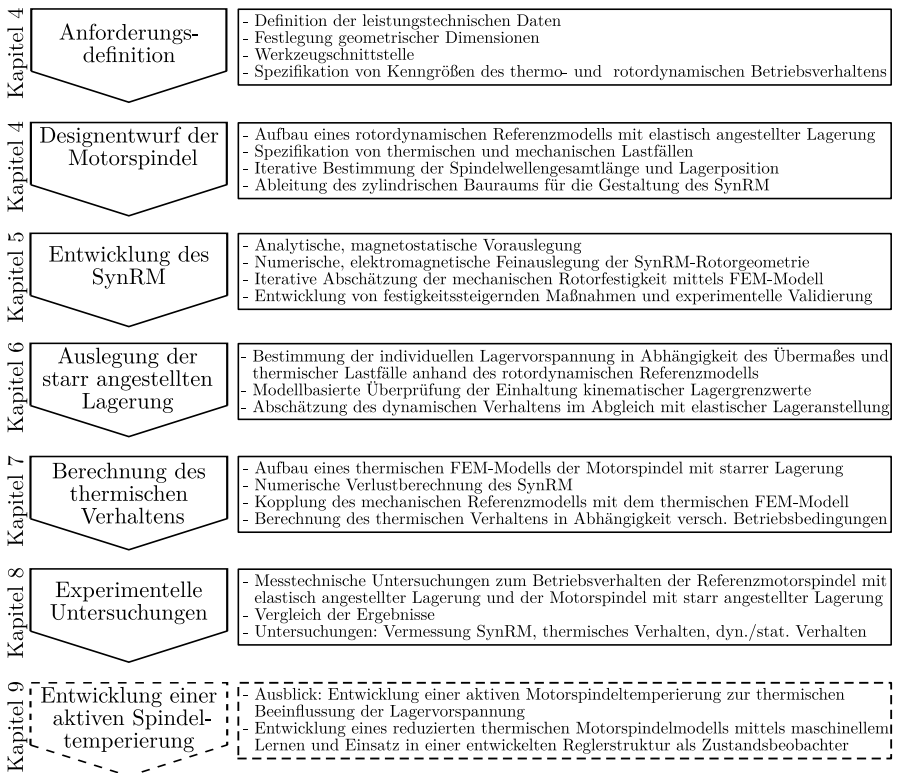 Kapitel 4
Anforderungs-
definition
- Definition der leistungstechnischen Daten
- Festlegung geometrischer Dimensionen
- Werkzeugschnittstelle
- Spezifikation von Kenngrößen des thermo- und rotordynamischen Betriebsverhaltens
Kapitel 4
Designentwurf der
Motorspindel
- Aufbau eines rotordynamischen Referenzmodells mit elastisch angestellter Lagerung
- Spezifikation von thermischen und mechanischen Lastfällen
- Iterative Bestimmung der Spindelwellengesamtlänge und Lagerposition
- Ableitung des zylindrischen Bauraums für die Gestaltung des SynRM
Kapitel 5
Entwicklung des
SynRM
- Analytische, magnetostatische Vorauslegung
- Numerische, elektromagnetische Feinauslegung der SynRM-Rotorgeometrie
- Iterative Abschätzung der mechanischen Rotorfestigkeit mittels FEM-Modell
- Entwicklung von festigkeitssteigernden Maßnahmen und experimentelle Validierung
Kapitel 6
Auslegung der
starr angestellten
Lagerung
- Bestimmung der individuellen Lagervorspannung in Abhängigkeit des Übermaßes und
thermischer Lastfälle anhand des rotordynamischen Referenzmodells
- Modellbasierte Überprüfung der Einhaltung kinematischer Lagergrenzwerte
- Abschätzung des dynamischen Verhaltens im Abgleich mit elastischer Lageranstellung
Kapitel 7
Berechnung des
thermischen
Verhaltens
- Aufbau eines thermischen FEM-Modells der Motorspindel mit starrer Lagerung
- Numerische Verlustberechnung des SynRM
- Kopplung des mechanischen Referenzmodells mit dem thermischen FEM-Modell
- Berechnung des thermischen Verhaltens in Abhängigkeit versch. Betriebsbedingungen
Kapitel 8
Experimentelle
Untersuchungen
- Messtechnische Untersuchungen zum Betriebsverhalten der Referenzmotorspindel mit
elastisch angestellter Lagerung und der Motorspindel mit starr angestellter Lagerung
- Vergleich der Ergebnisse
- Untersuchungen: Vermessung SynRM, thermisches Verhalten, dyn./stat. Verhalten
Kapitel 9
Entwicklung einer
aktiven Spindel-
temperierung
- Ausblick: Entwicklung einer aktiven Motorspindeltemperierung zur thermischen
Beeinflussung der Lagervorspannung
- Entwicklung eines reduzierten thermischen Motorspindelmodells mittels maschinellem
Lernen und Einsatz in einer entwickelten Reglerstruktur als Zustandsbeobachter